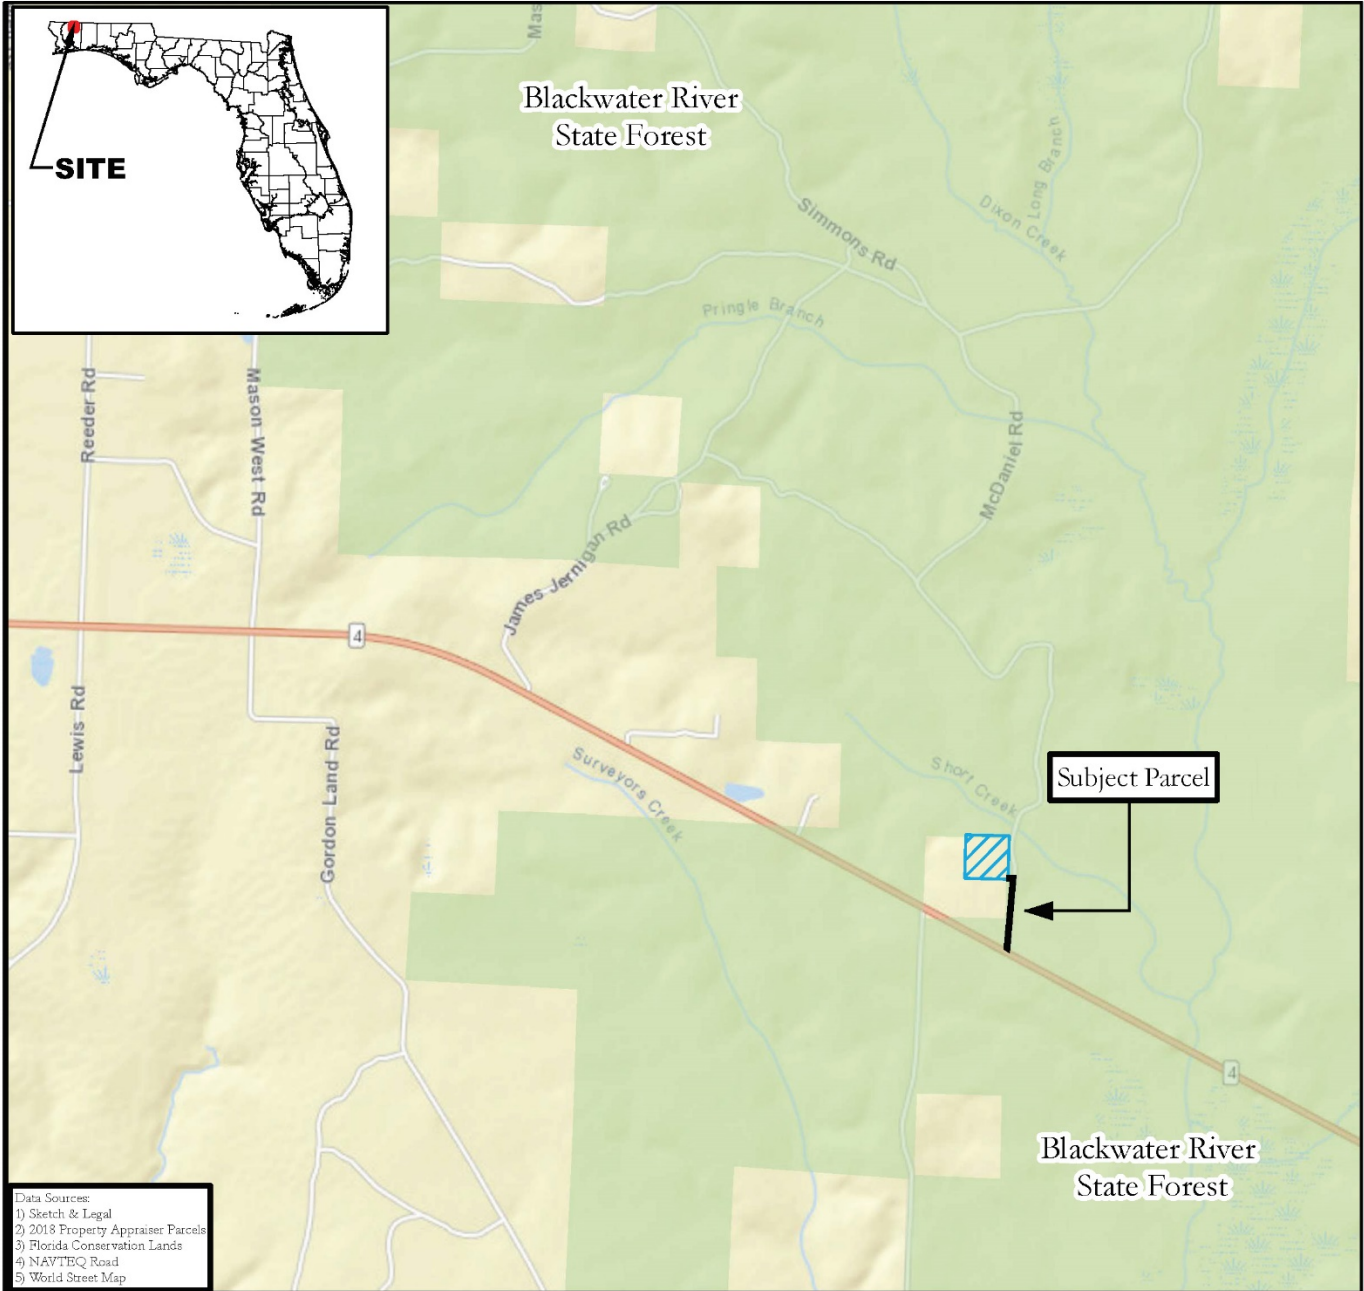 SITE
Mas
Blackwater River
State Forest
Long Branch
Dixon Creek
Simmons Rd
Pringle Branch
Reeder Rd
Mason West Rd
McDaniel Rd
James Jernigan Rd
4
Lewis Rd
Gordon Land Rd
Surveyors Creek
Short Creek
Subject Parcel
4
Blackwater River
State Forest
Data Sources:
1) Sketch & Legal
2) 2018 Property Appraiser Parcels
3) Florida Conservation Lands
4) NAVTEQ Road
5) World Street Map